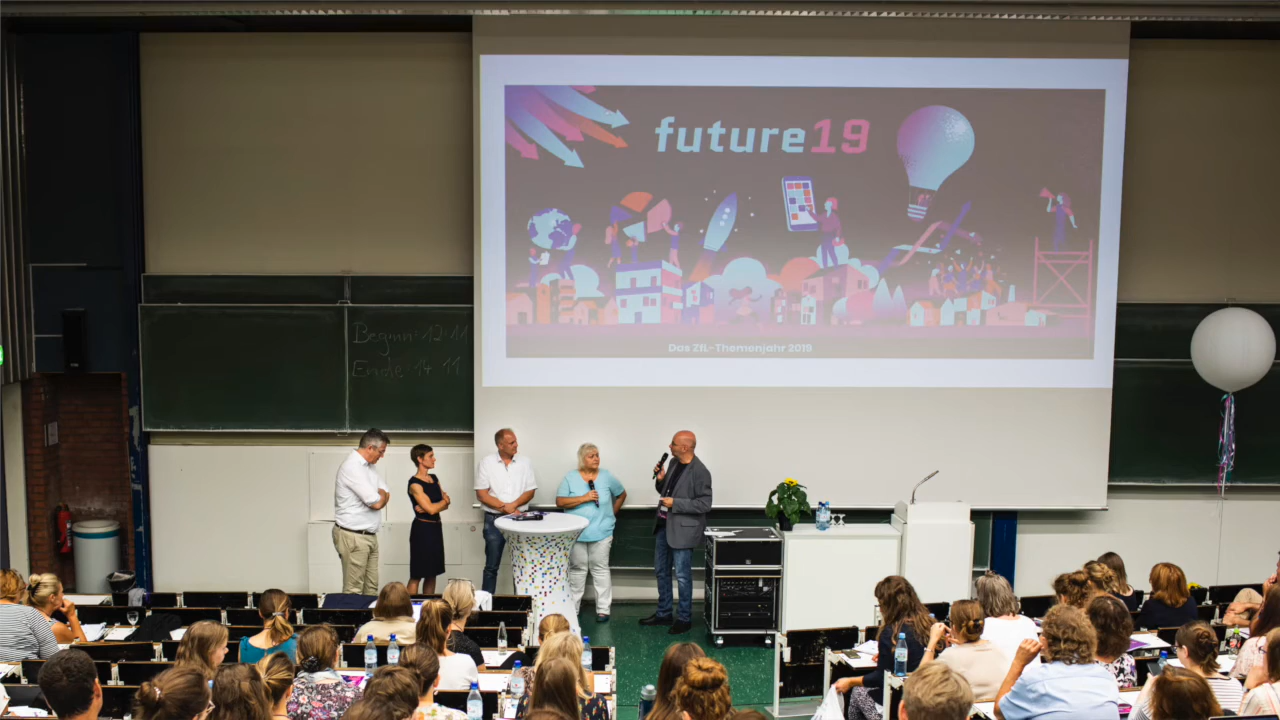 future19
Das ZfL-Themenjahr 2019
Beginn: 12:11
Ende: 14 11